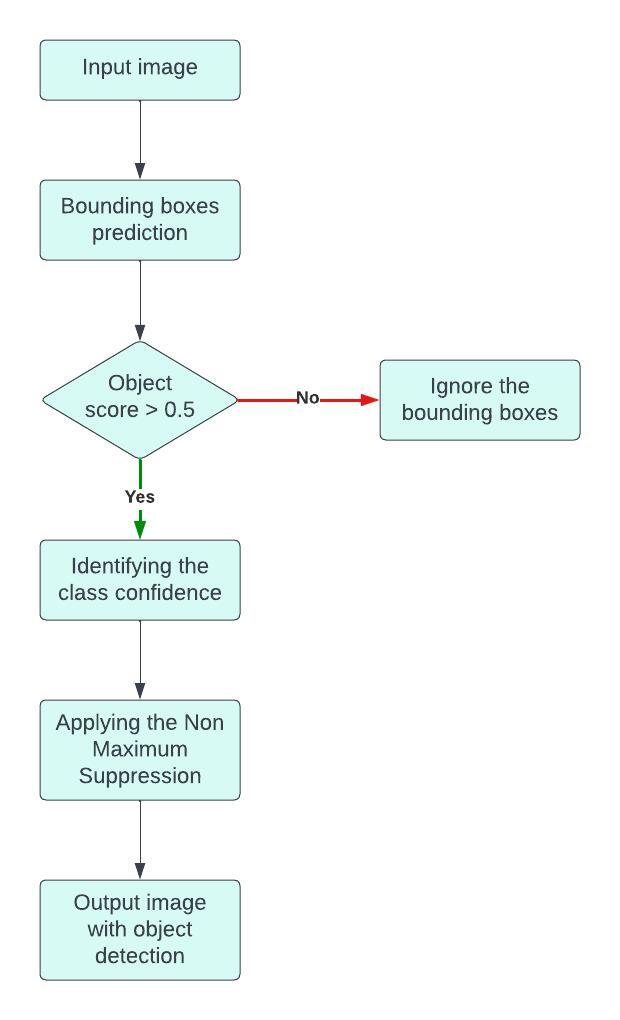 Input image
Bounding boxes
prediction
Object
score > 0.5
No
Ignore the
bounding boxes
Yes
Identifying the
class confidence
Applying the Non
Maximum
Suppression
Output image
with object
detection